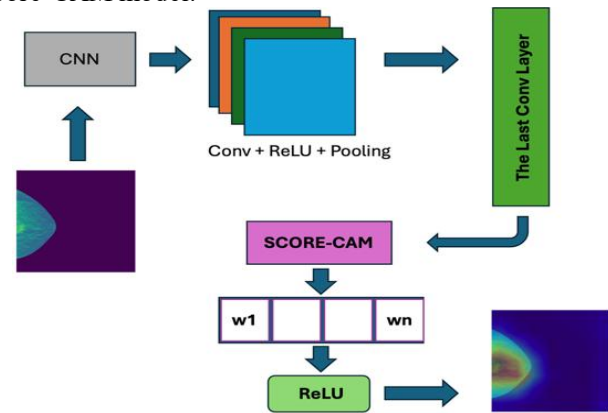 CNN
Conv + ReLU + Pooling
The Last Conv Layer
SCORE-CAM
w1
wn
ReLU